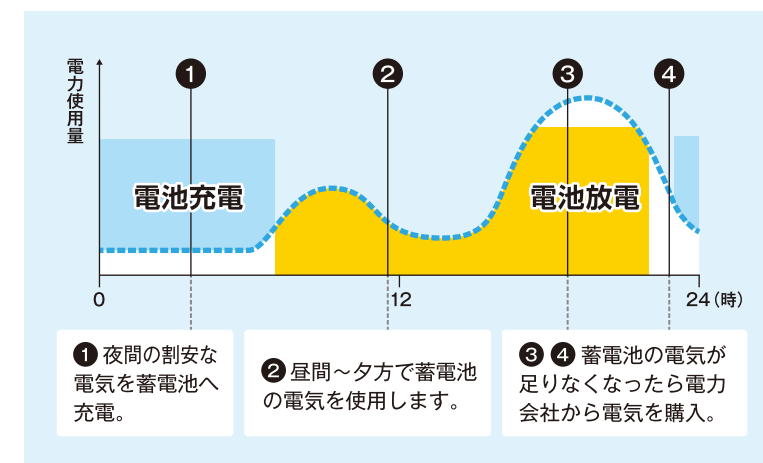 電力使用量
❶
❷
❸
❹
電池充電
電池放電
0
12
24(時)
❶ 夜間の割安な
電気を蓄電池へ
充電。
❷ 昼間～夕方で蓄電池
の電気を使用します。
❸ ❹ 蓄電池の電気が
足りなくなったら電力
会社から電気を購入。